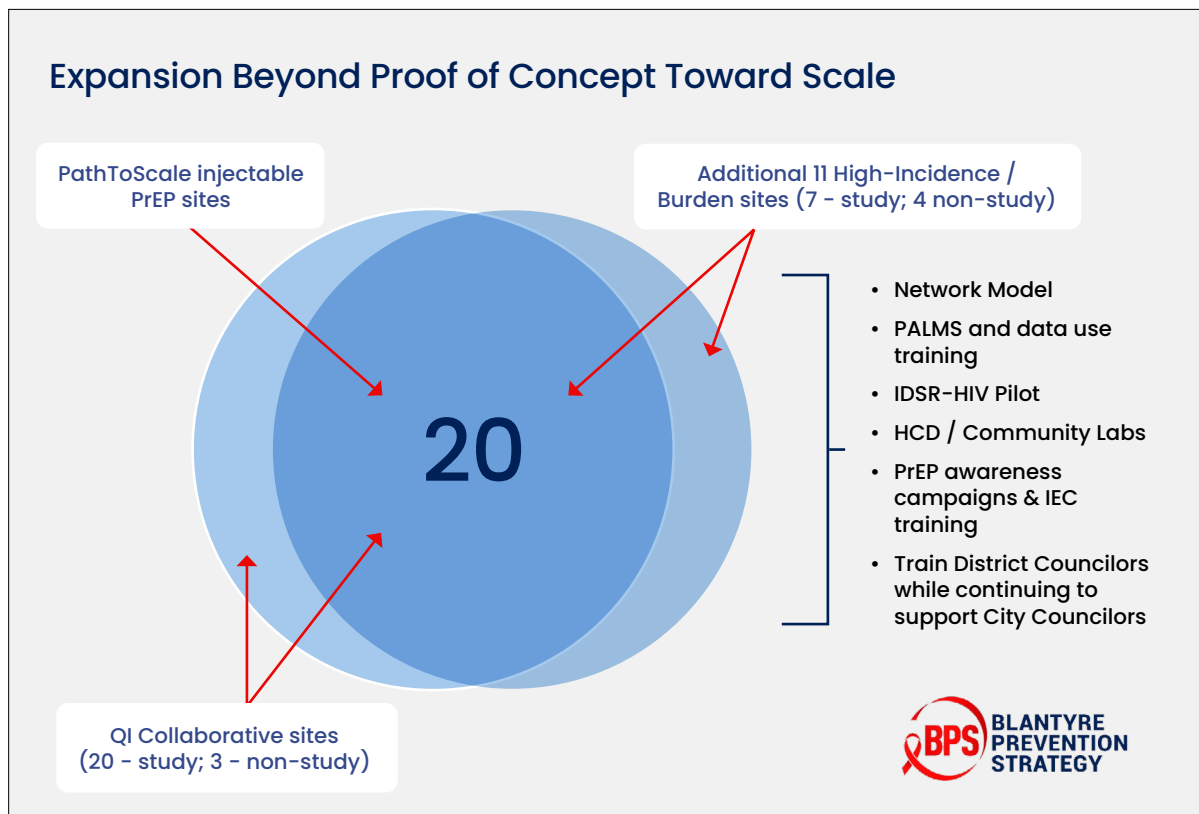 Expansion Beyond Proof of Concept Toward Scale
PathToScale injectable
PrEP sites
Additional 11 High-Incidence /
Burden sites (7 - study; 4 non-study)
20
• Network Model
• PALMS and data use
training
• IDSR-HIV Pilot
• HCD / Community Labs
• PrEP awareness
campaigns & IEC
training
• Train District Councilors
while continuing to
support City Councilors
QI Collaborative sites
(20 - study; 3 - non-study)
BPS
BLANTYRE
PREVENTION
STRATEGY